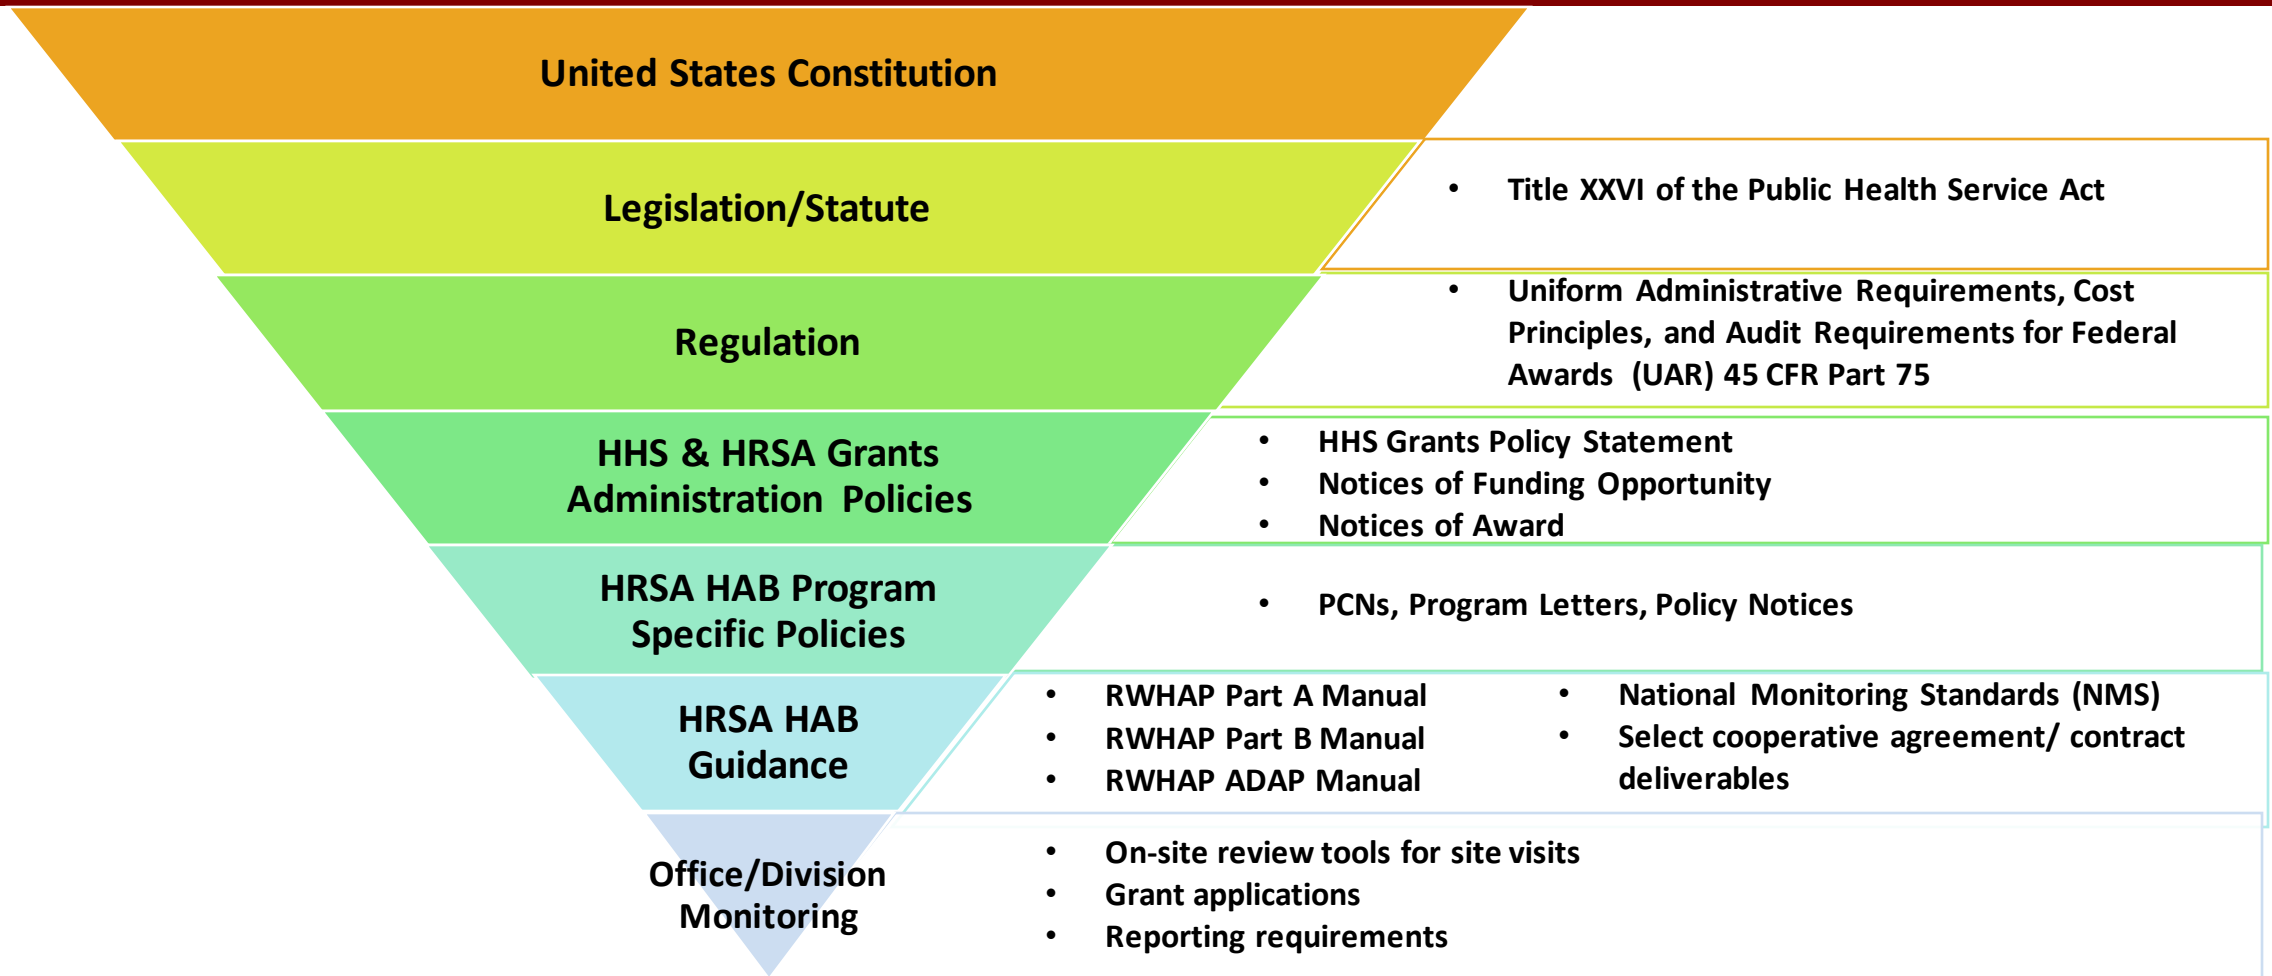 United States Constitution
Legislation/Statute
• Title XXVI of the Public Health Service Act
Regulation
• Uniform Administrative Requirements, Cost
Principles, and Audit Requirements for Federal
Awards (UAR) 45 CFR Part 75
HHS & HRSA Grants
Administration Policies
• HHS Grants Policy Statement
• Notices of Funding Opportunity
• Notices of Award
HRSA HAB Program
Specific Policies
• PCNs, Program Letters, Policy Notices
HRSA HAB
Guidance
• RWHAP Part A Manual
• RWHAP Part B Manual
• RWHAP ADAP Manual
• National Monitoring Standards (NMS)
• Select cooperative agreement/ contract
deliverables
Office/Division
Monitoring
• On-site review tools for site visits
• Grant applications
• Reporting requirements